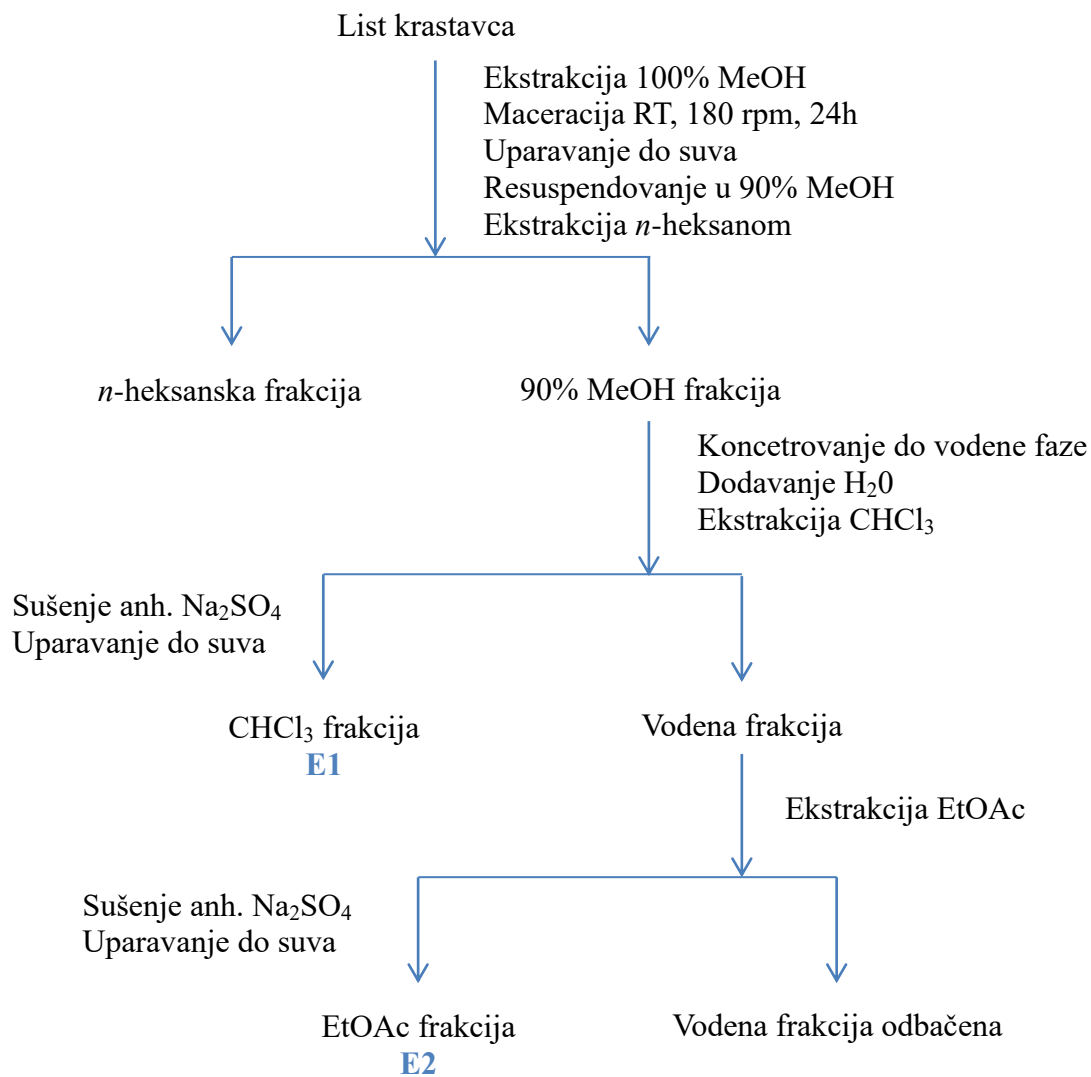 List krastavca
Ekstrakcija 100% MeOH
Maceracija RT, 180 rpm, 24h
Uparavanje do suva
Resuspendovanje u 90% MeOH
Ekstrakcija n-heksanom
n-heksanska frakcija
90% MeOH frakcija
Koncetrovanje do vodene faze
Dodavanje H₂0
Ekstrakcija CHCl₃
Sušenje anh. Na₂SO₄
Uparavanje do suva
CHCl₃ frakcija
E1
Vodena frakcija
Ekstrakcija EtOAc
Sušenje anh. Na₂SO₄
Uparavanje do suva
EtOAc frakcija
E2
Vodena frakcija odbačena